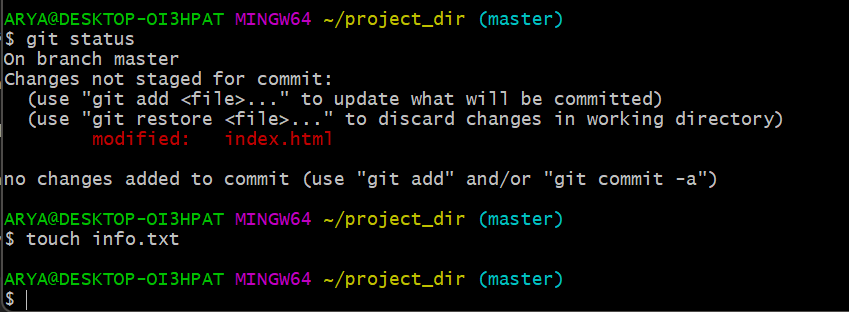 ARYA@DESKTOP-OI3HPAT MINGW64 ~/project_dir (master)
$ git status
On branch master
Changes not staged for commit:
  (use "git add <file>..." to update what will be committed)
  (use "git restore <file>..." to discard changes in working directory)
        modified:   index.html

no changes added to commit (use "git add" and/or "git commit -a")

ARYA@DESKTOP-OI3HPAT MINGW64 ~/project_dir (master)
$ touch info.txt

ARYA@DESKTOP-OI3HPAT MINGW64 ~/project_dir (master)
$